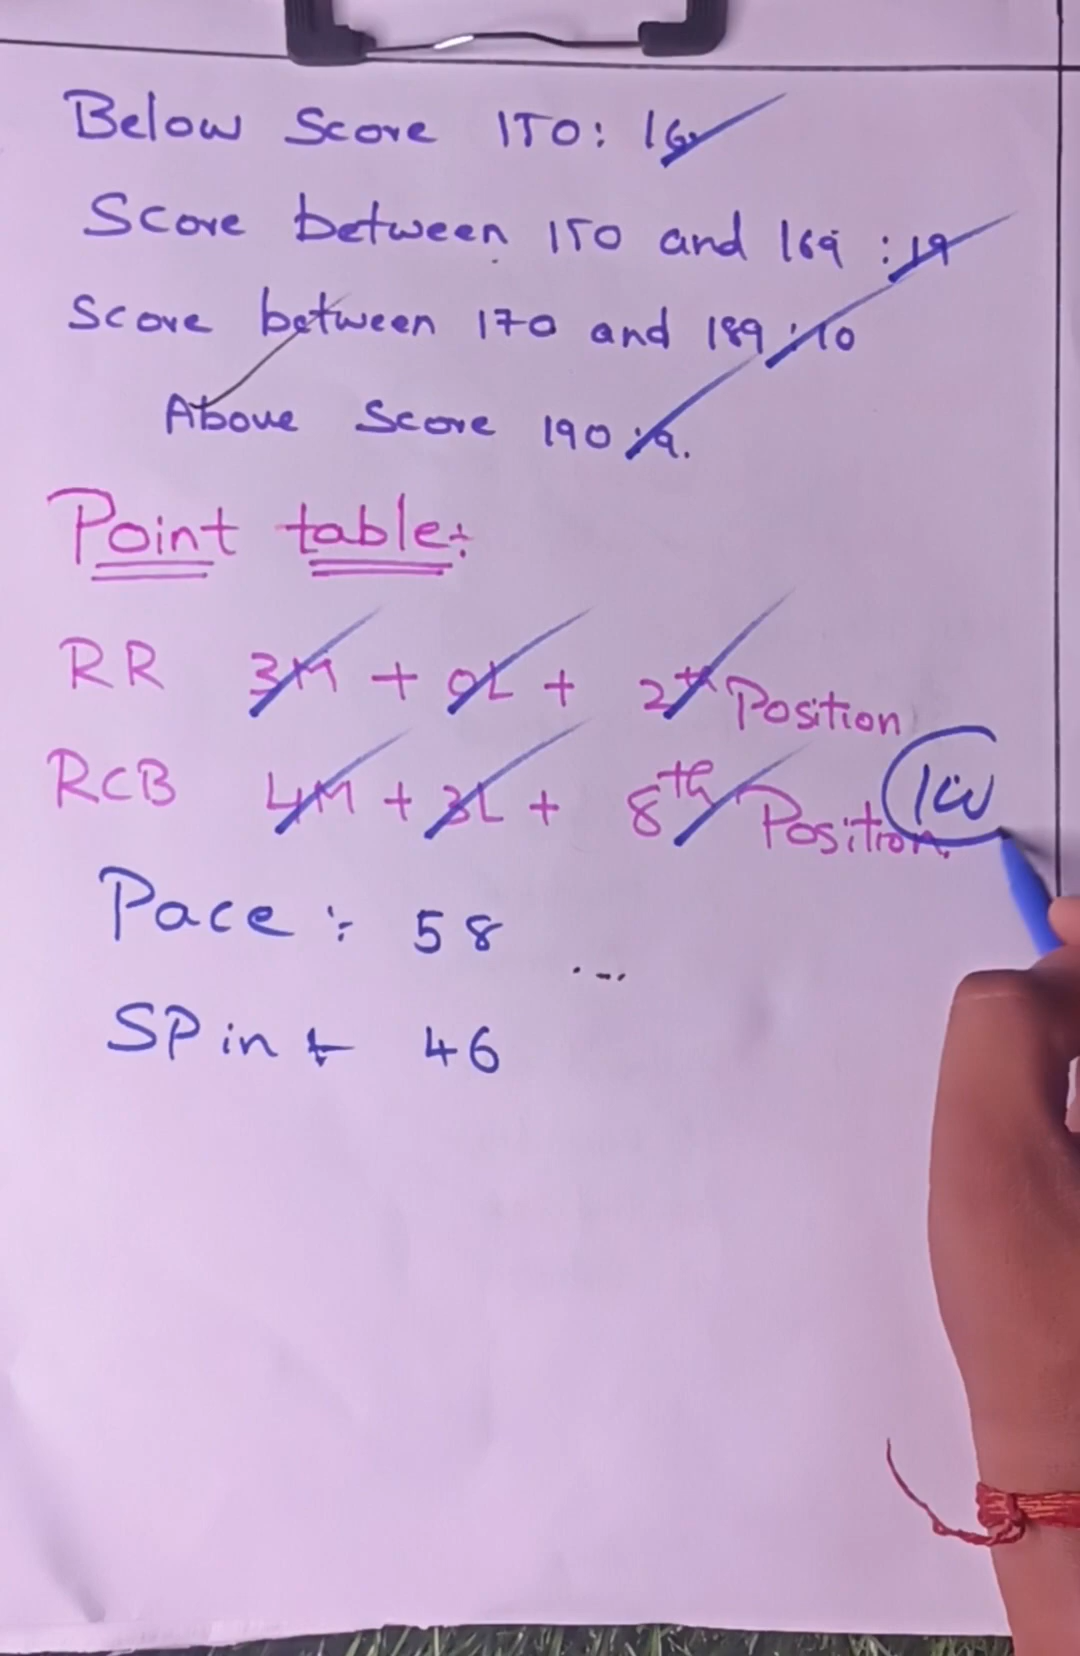 Below Score 150: 16
Score between 150 and 169 : 19
Score between 170 and 189 : 10
Above Score 190 : 9.
Point table:
RR 3M + 0L + 2th Position
RCB 4M + 3L + 8th Position. 1W
Pace : 58 ...
SPin : 46